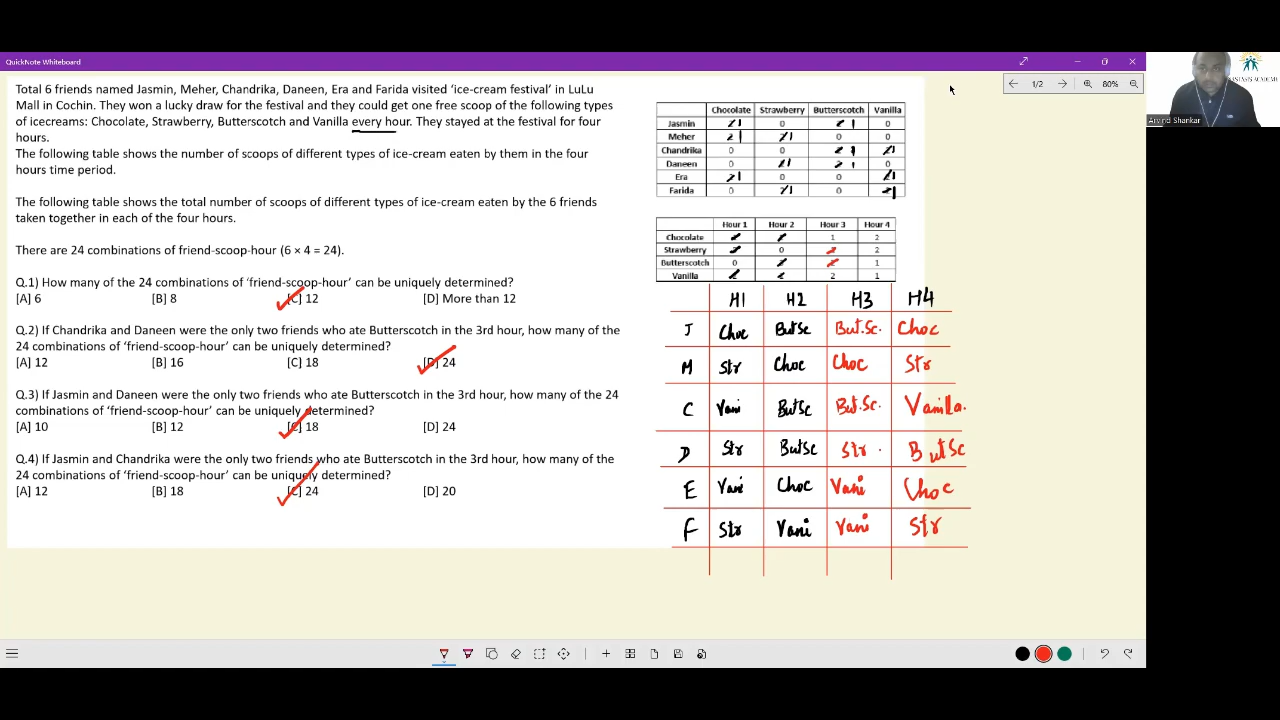 QuickNote Whiteboard
1/2
80%
Arvind Shankar
Total 6 friends named Jasmin, Meher, Chandrika, Daneen, Era and Farida visited 'ice-cream festival' in LuLu
Mall in Cochin. They won a lucky draw for the festival and they could get one free scoop of the following types
of icecreams: Chocolate, Strawberry, Butterscotch and Vanilla every hour. They stayed at the festival for four
hours.
The following table shows the number of scoops of different types of ice-cream eaten by them in the four
hours time period.
The following table shows the total number of scoops of different types of ice-cream eaten by the 6 friends
taken together in each of the four hours.
There are 24 combinations of friend-scoop-hour (6 × 4 = 24).
Q.1) How many of the 24 combinations of 'friend-scoop-hour' can be uniquely determined?
[A] 6 [B] 8 [C] 12 [D] More than 12
Q.2) If Chandrika and Daneen were the only two friends who ate Butterscotch in the 3rd hour, how many of the
24 combinations of 'friend-scoop-hour' can be uniquely determined?
[A] 12 [B] 16 [C] 18 [D] 24
Q.3) If Jasmin and Daneen were the only two friends who ate Butterscotch in the 3rd hour, how many of the 24
combinations of 'friend-scoop-hour' can be uniquely determined?
[A] 10 [B] 12 [C] 18 [D] 24
Q.4) If Jasmin and Chandrika were the only two friends who ate Butterscotch in the 3rd hour, how many of the
24 combinations of 'friend-scoop-hour' can be uniquely determined?
[A] 12 [B] 18 [C] 24 [D] 20
Chocolate Strawberry Butterscotch Vanilla
Jasmin 1 0 1 0
Meher 1 1 0 0
Chandrika 0 0 1 1
Daneen 0 1 1 0
Era 1 0 0 1
Farida 0 1 0 1
Hour 1 Hour 2 Hour 3 Hour 4
Chocolate 1 2
Strawberry 0 2
Butterscotch 0 1
Vanilla 2 1
H1 H2 H3 H4
J Choc ButSc But.Sc. Choc
M Str Choc Choc Str
C Vani ButSc But.Sc. Vanilla.
D Str ButSc Str ButSc
E Vani Choc Vani Choc
F Str Vani Vani Str